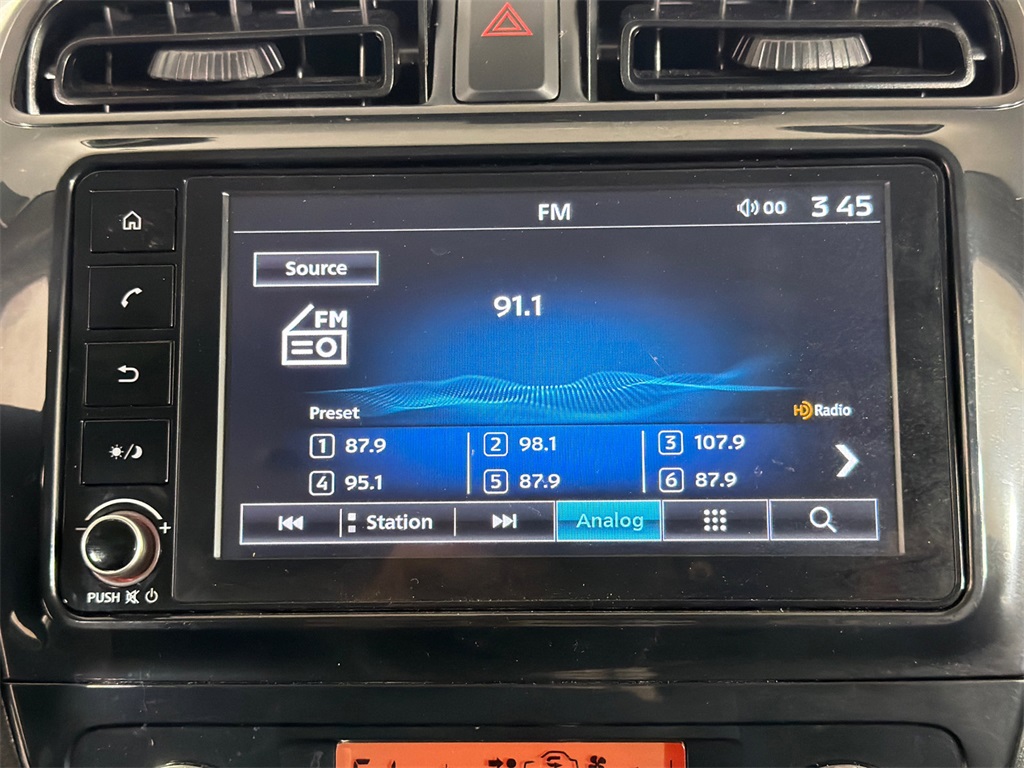 FM 00 3 45
Source
FM
91.1
Preset
HD Radio
1 87.9 2 98.1 3 107.9
4 95.1 5 87.9 6 87.9
Station Analog
- +
PUSH